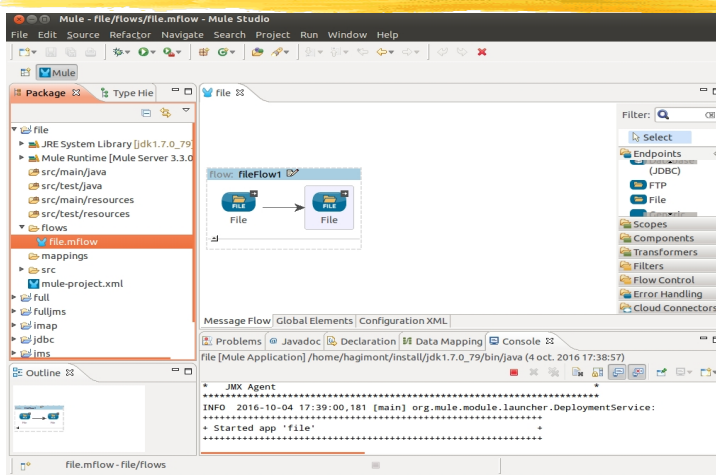 Mule - file/flows/file.mflow - Mule Studio
File Edit Source Refactor Navigate Search Project Run Window Help
Mule
Package
Type Hie
file
Filter:
Select
Endpoints
(JDBC)
FTP
File
Scopes
Components
Transformers
Filters
Flow Control
Error Handling
Cloud Connectors
file
JRE System Library [jdk1.7.0_79]
Mule Runtime [Mule Server 3.3.0
src/main/java
src/test/java
src/main/resources
src/test/resources
flows
file.mflow
mappings
src
mule-project.xml
full
fulljms
imap
jdbc
jms
flow: fileFlow1
FILE
FILE
File
File
Message Flow Global Elements Configuration XML
Problems @ Javadoc Declaration Data Mapping Console
file [Mule Application] /home/hagimont/install/jdk1.7.0_79/bin/java (4 oct. 2016 17:38:57)
* JMX Agent *
**********************************************************************
INFO 2016-10-04 17:39:00,181 [main] org.mule.module.launcher.DeploymentService:
++++++++++++++++++++++++++++++++++++++++++++++++++++++++++++
+ Started app 'file' +
++++++++++++++++++++++++++++++++++++++++++++++++++++++++++++
Outline
file.mflow - file/flows